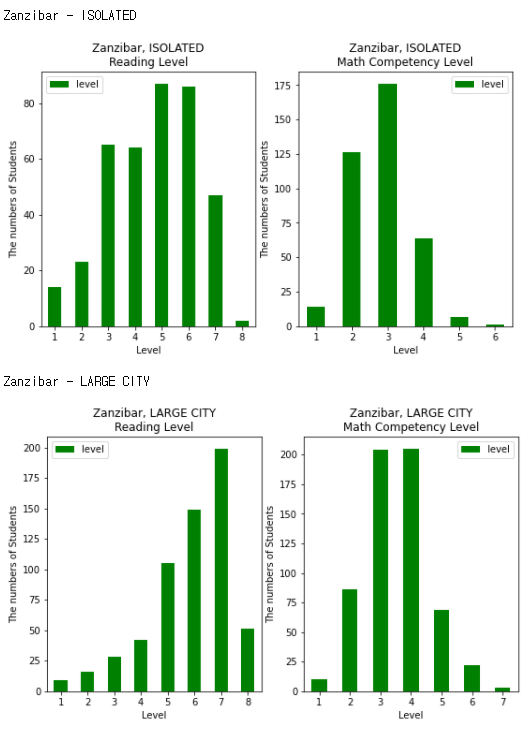 Zanzibar - ISOLATED
Zanzibar, ISOLATED
Reading Level
level
80
60
40
20
0
The numbers of Students
1 2 3 4 5 6 7 8
Level
Zanzibar, ISOLATED
Math Competency Level
level
175
150
125
100
75
50
25
0
The numbers of Students
1 2 3 4 5 6
Level
Zanzibar - LARGE CITY
Zanzibar, LARGE CITY
Reading Level
level
200
175
150
125
100
75
50
25
0
The numbers of Students
1 2 3 4 5 6 7 8
Level
Zanzibar, LARGE CITY
Math Competency Level
level
200
175
150
125
100
75
50
25
0
The numbers of Students
1 2 3 4 5 6 7
Level